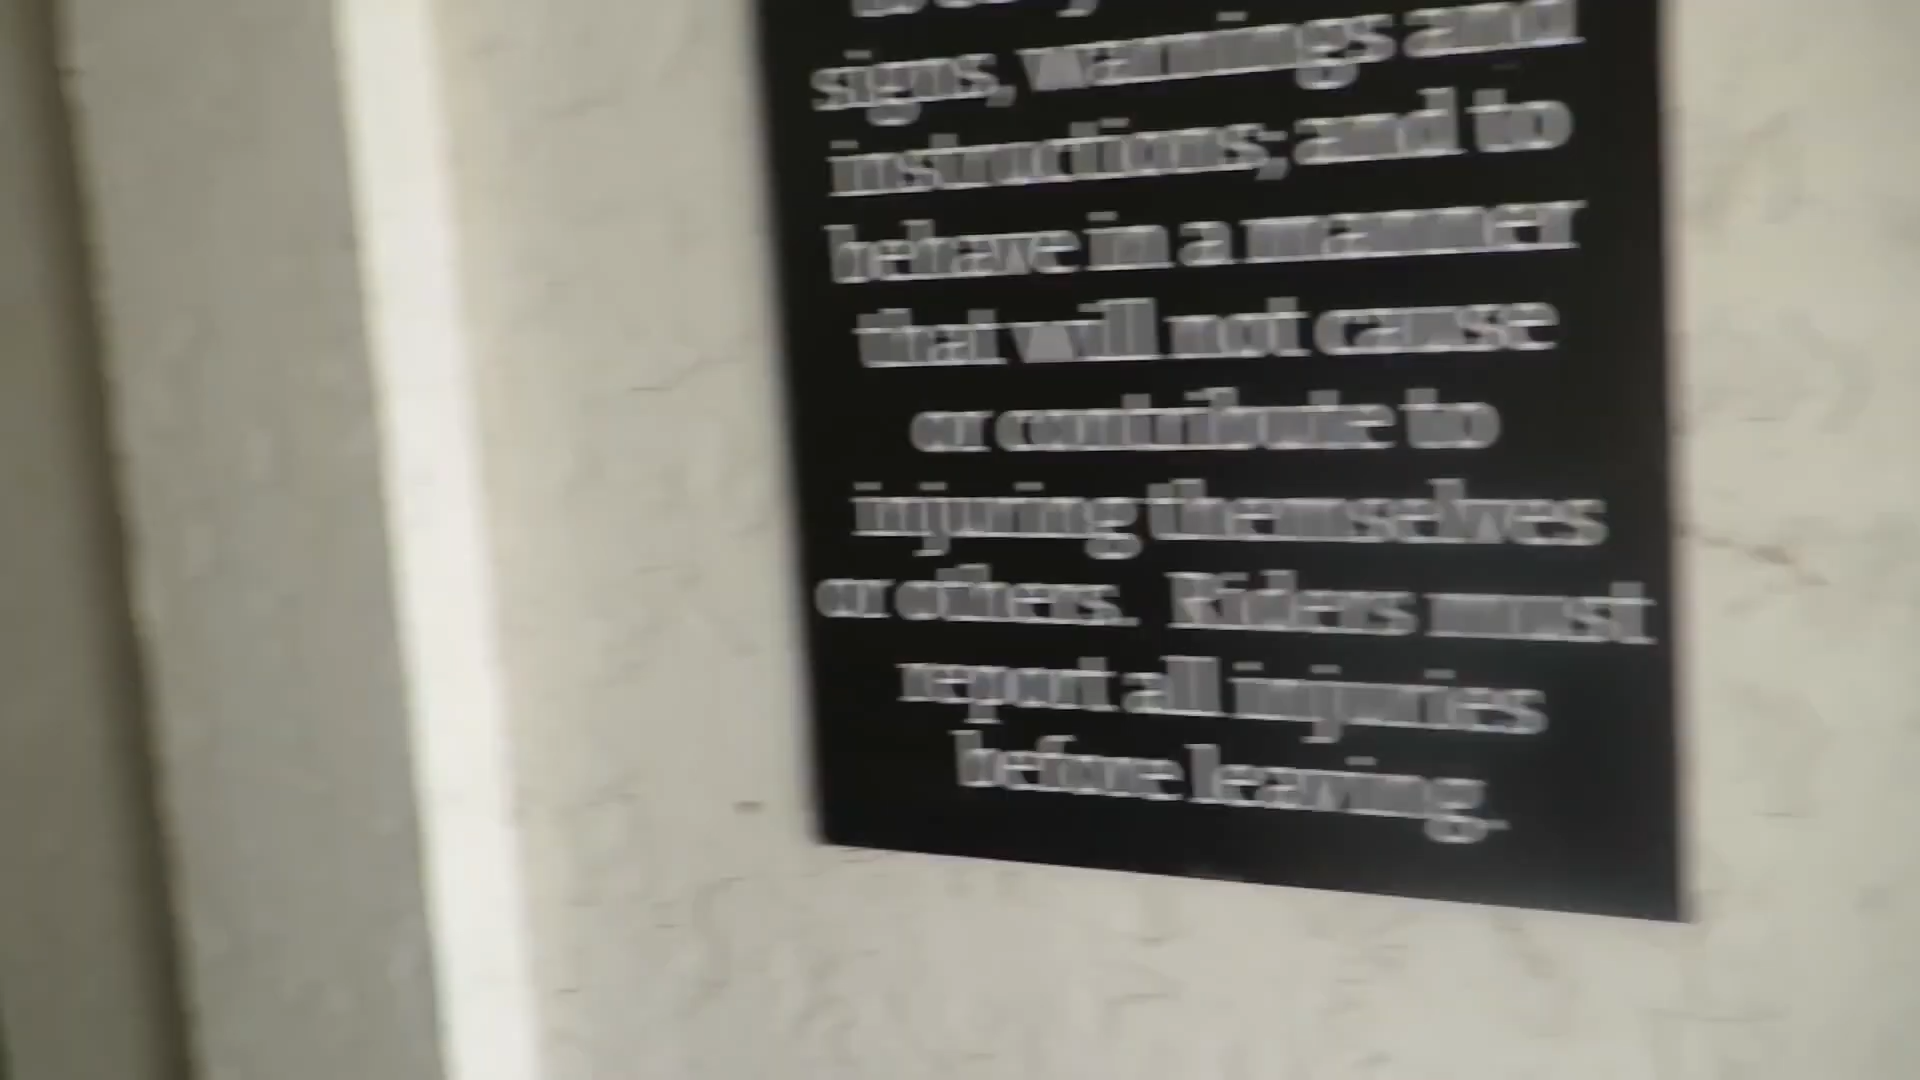 signs, warnings and
instructions; and to
behave in a manner
that will not cause
or contribute to
injuring themselves
or others. Riders must
report all injuries
before leaving.